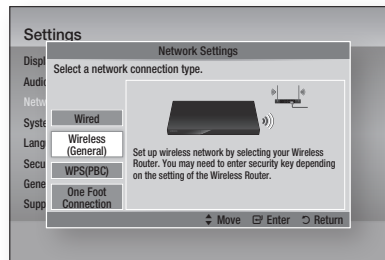 Settings
Network Settings
Displ
Select a network connection type.
Audio
Netw
Syste
Wired
Lang
Wireless
(General)
Set up wireless network by selecting your Wireless
Router. You may need to enter security key depending
on the setting of the Wireless Router.
Secu
WPS(PBC)
Gene
One Foot
Connection
Supp
Move Enter Return